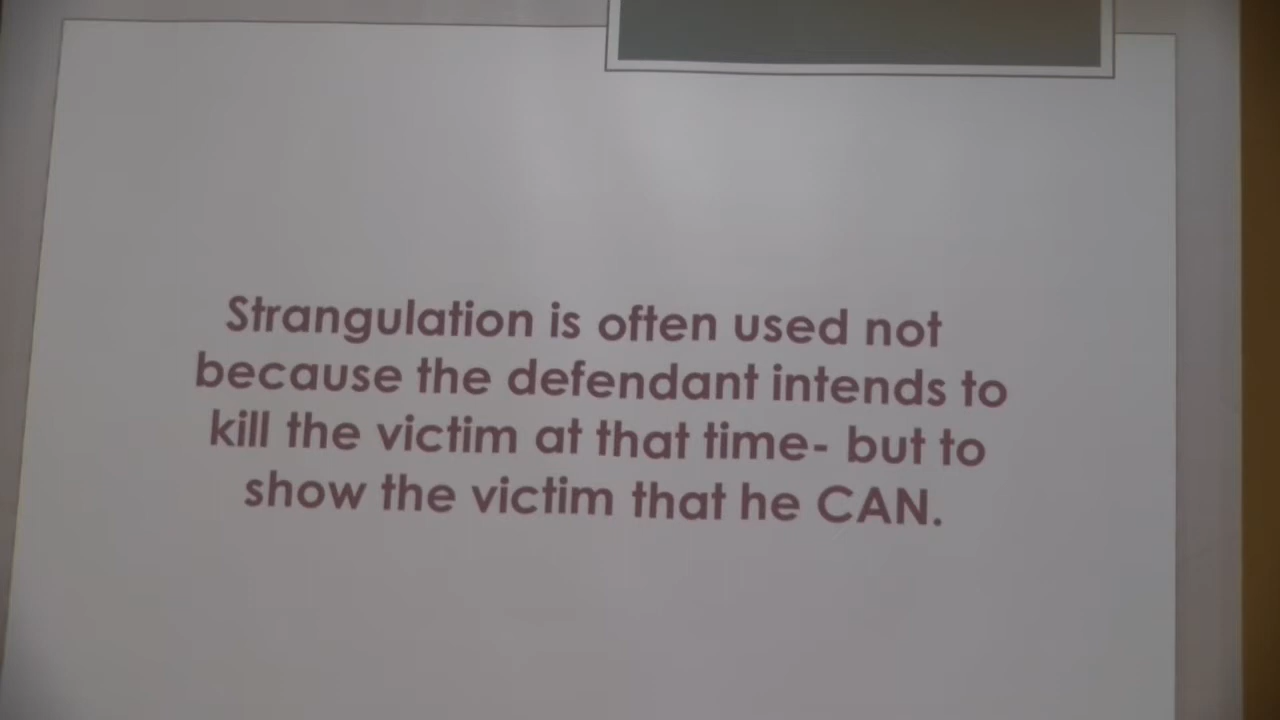 Strangulation is often used not
because the defendant intends to
kill the victim at that time- but to
show the victim that he CAN.